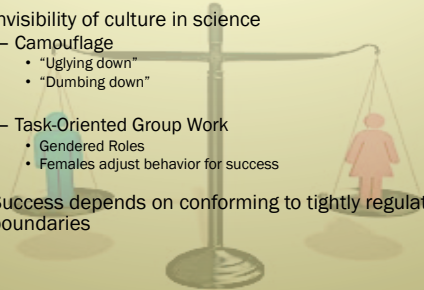 nvisibility of culture in science
– Camouflage
• "Uglying down"
• "Dumbing down"
– Task-Oriented Group Work
• Gendered Roles
• Females adjust behavior for success
uccess depends on conforming to tightly regulat
oundaries